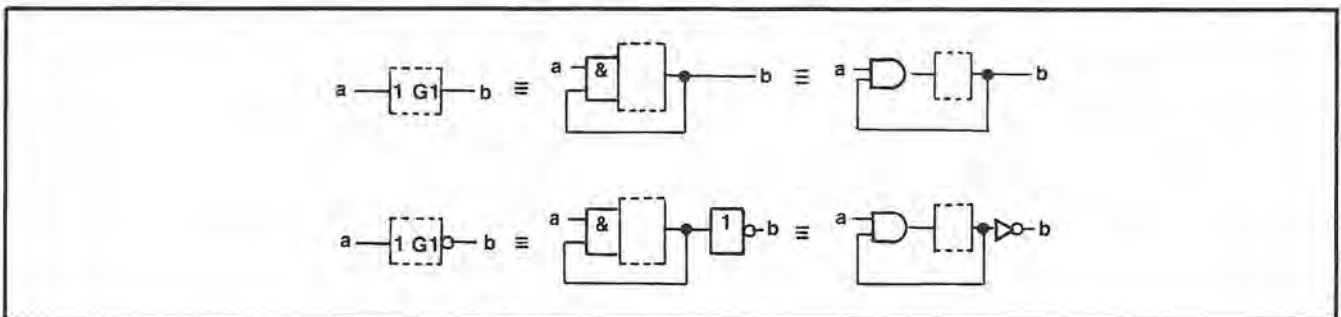 a 1 G1 b ≡ a & b ≡ a b
a 1 G1 b ≡ a & 1 b ≡ a b